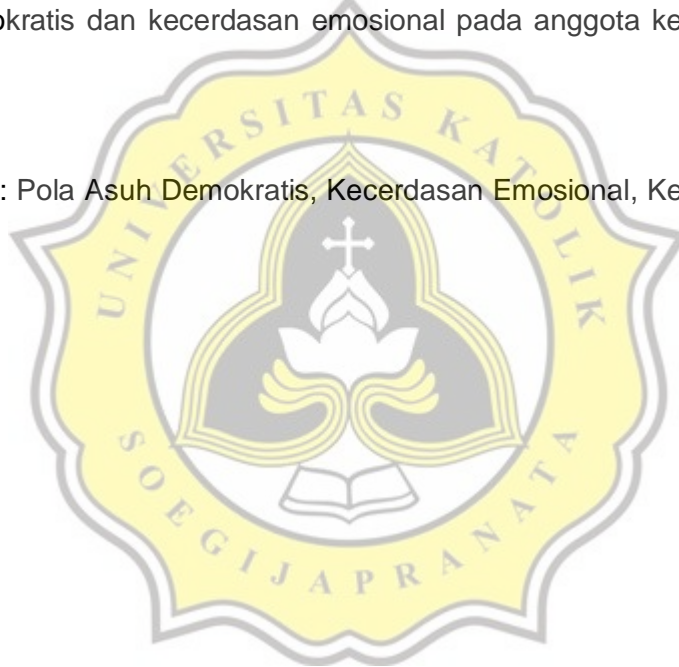 okratis dan kecerdasan emosional pada anggota ke
: Pola Asuh Demokratis, Kecerdasan Emosional, Ke
UNIVERSITAS KATOLIK
SOEGIJAPRANATA